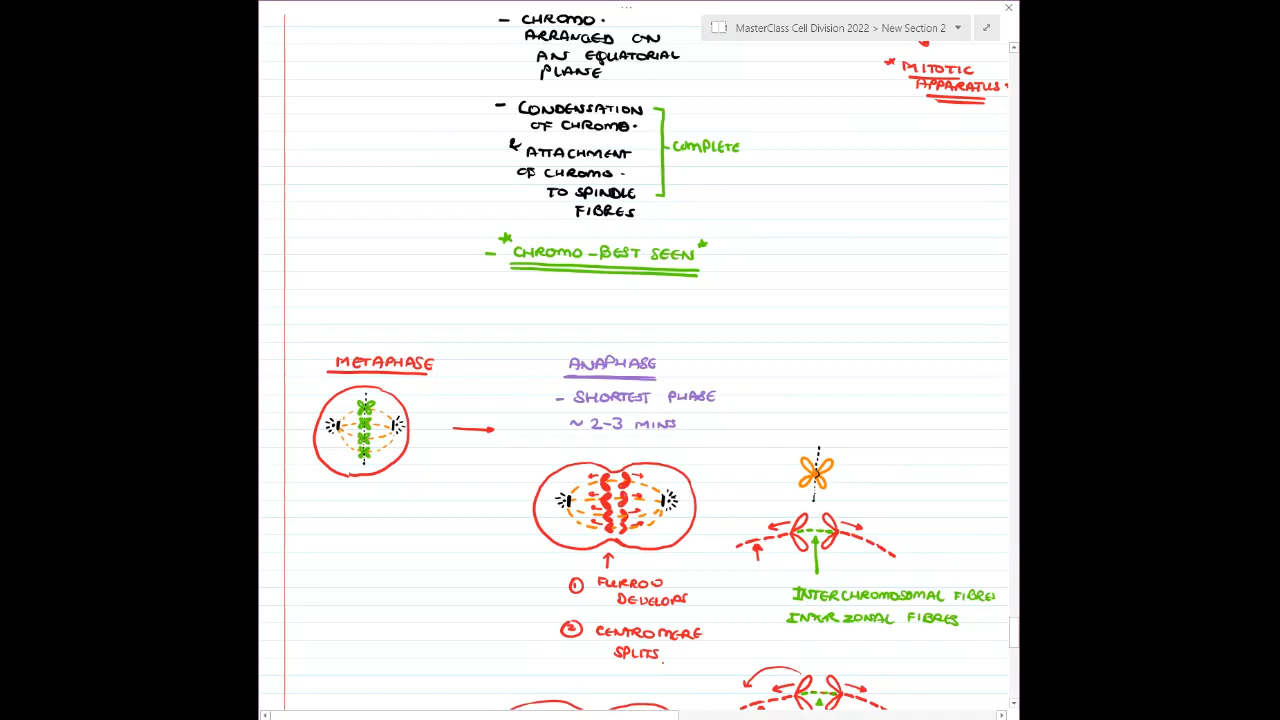 MasterClass Cell Division 2022 > New Section 2
- CHROMO.
ARRANGED ON
AN EQUATORIAL
PLANE
* MITOTIC
APPARATUS.
- CONDENSATION
OF CHROMO.
& ATTACHMENT
OF CHROMO.
TO SPINDLE
FIBRES
COMPLETE
- * CHROMO - BEST SEEN *
METAPHASE
ANAPHASE
- SHORTEST PHASE
~ 2-3 MINS
① FURROW
DEVELOPS
② CENTROMERE
SPLITS
INTERCHROMOSOMAL FIBRES
INTERZONAL FIBRES